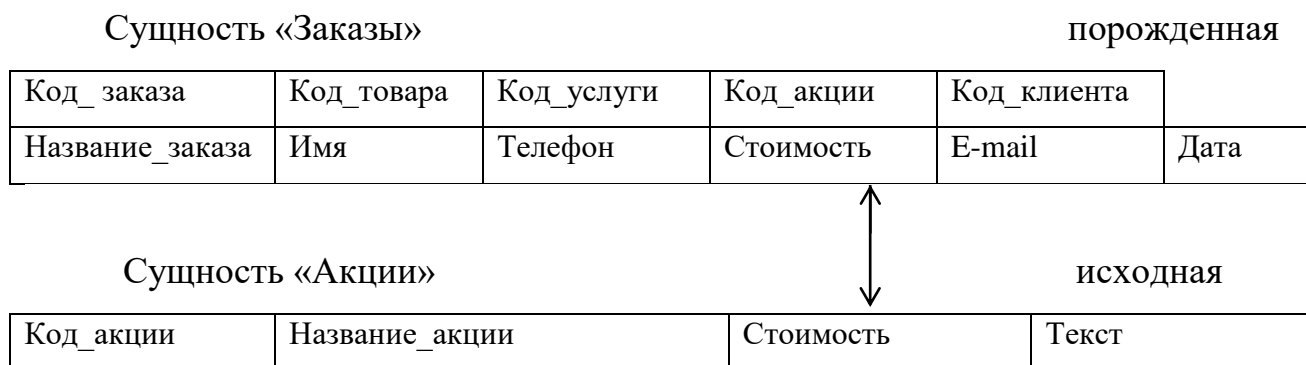 Сущность «Заказы» порожденная
Код_ заказа Код_товара Код_услуги Код_акции Код_клиента
Название_заказа Имя Телефон Стоимость E-mail Дата
Сущность «Акции» исходная
Код_акции Название_акции Стоимость Текст